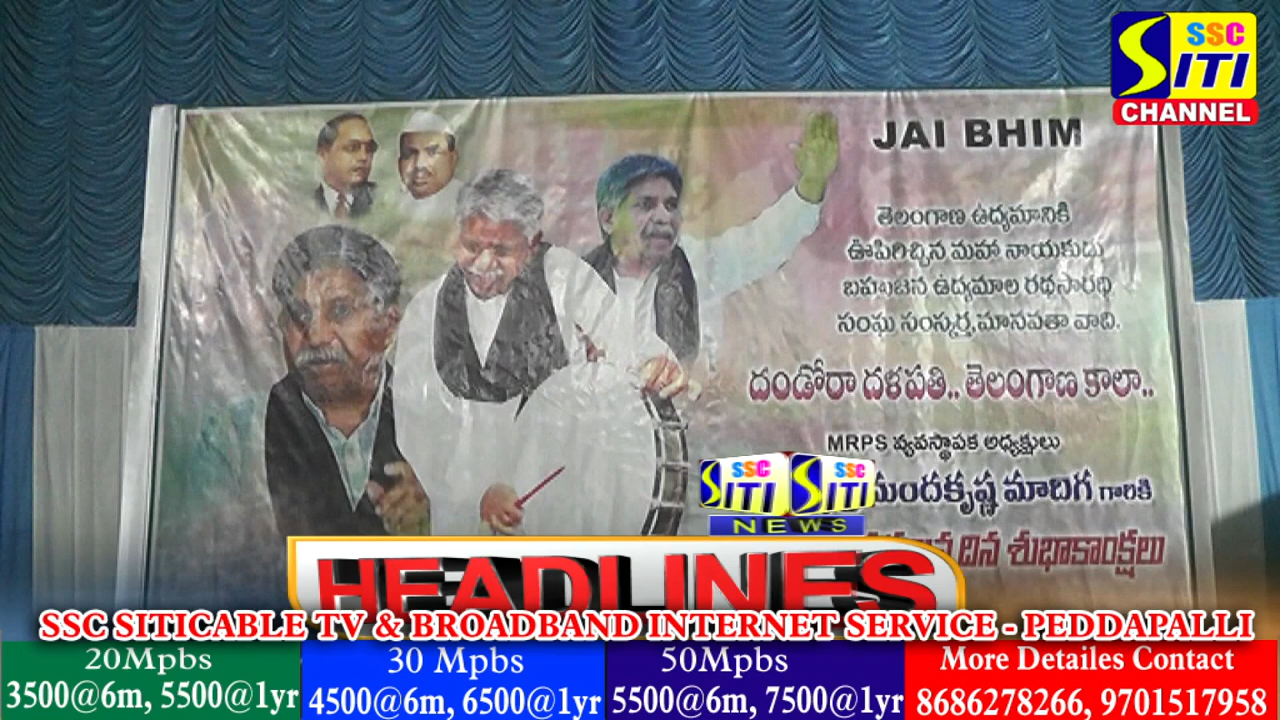 SSC
SITI
CHANNEL
JAI BHIM
తెలంగాణ ఉద్యమానికి
ఊపిరిచ్చిన మహా నాయకుడు
బహుజన ఉద్యమాల రథసారథి
సంఘ సంస్కర్త,మానవతా వాది.
దండోరా దళపతి.. తెలంగాణ కాలా..
MRPS వ్యవస్థాపక అధ్యక్షులు
మందకృష్ణ మాదిగ గారికి
దిన శుభాకాంక్షలు
SSC SSC
SITI SITI
NEWS
HEADLINES
SSC SITICABLE TV & BROADBAND INTERNET SERVICE - PEDDAPALLI
20Mpbs
3500@6m, 5500@1yr
30 Mpbs
4500@6m, 6500@1yr
50Mpbs
5500@6m, 7500@1yr
More Detailes Contact
8686278266, 9701517958